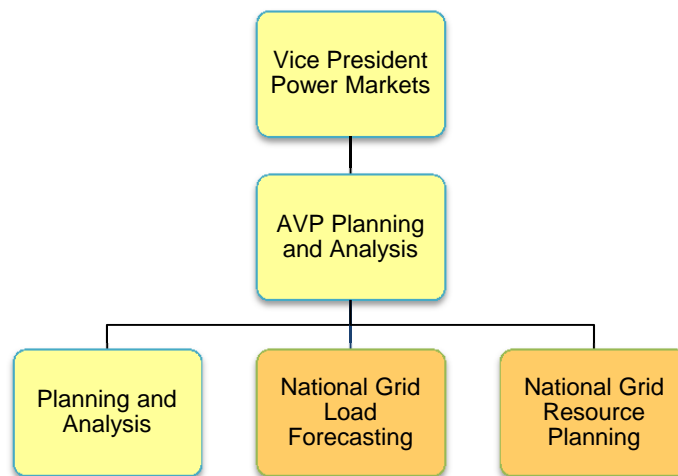 Vice President
Power Markets
AVP Planning
and Analysis
Planning and
Analysis
National Grid
Load
Forecasting
National Grid
Resource
Planning